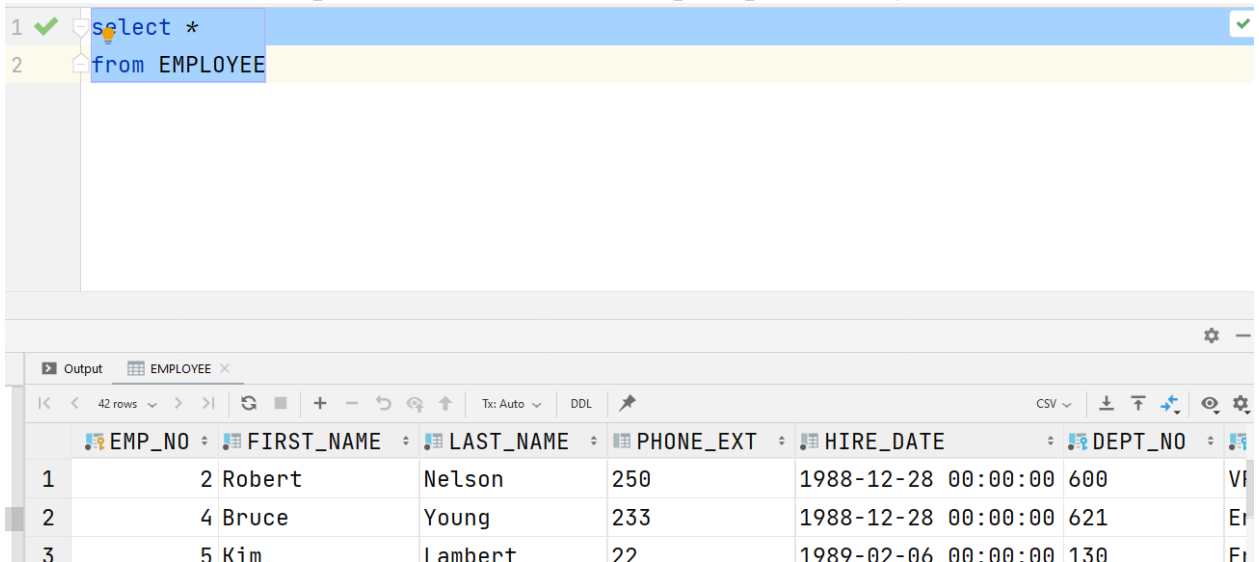 1 select *
2 from EMPLOYEE
Output EMPLOYEE
42 rows Tx: Auto DDL CSV
EMP_NO FIRST_NAME LAST_NAME PHONE_EXT HIRE_DATE DEPT_NO
1 2 Robert Nelson 250 1988-12-28 00:00:00 600
2 4 Bruce Young 233 1988-12-28 00:00:00 621
3 5 Kim Lambert 22 1989-02-06 00:00:00 130